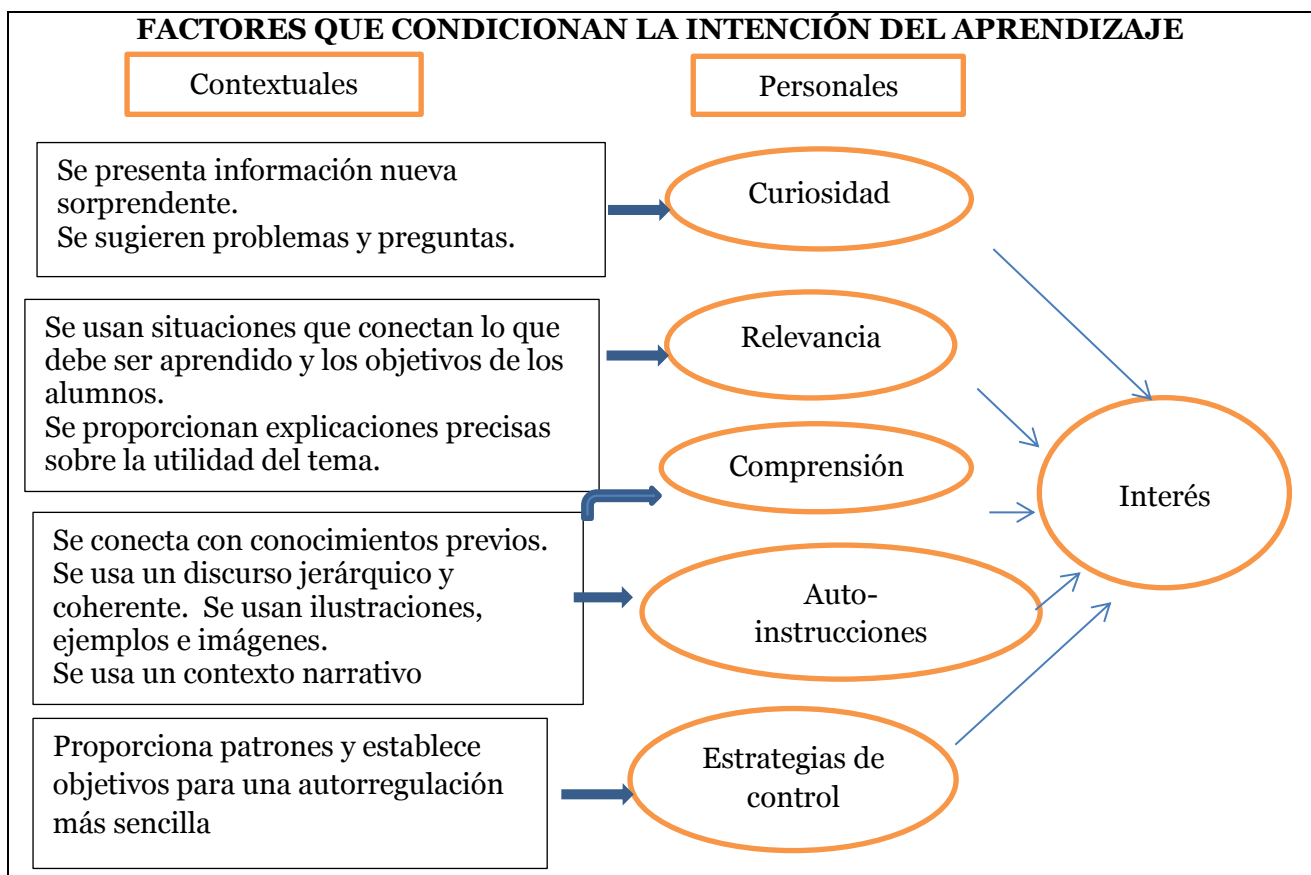 FACTORES QUE CONDICIONAN LA INTENCIÓN DEL APRENDIZAJE
Contextuales
Personales
Se presenta información nueva
sorprendente.
Se sugieren problemas y preguntas.
Curiosidad
Se usan situaciones que conectan lo que
debe ser aprendido y los objetivos de los
alumnos.
Se proporcionan explicaciones precisas
sobre la utilidad del tema.
Relevancia
Comprensión
Interés
Se conecta con conocimientos previos.
Se usa un discurso jerárquico y
coherente. Se usan ilustraciones,
ejemplos e imágenes.
Se usa un contexto narrativo
Auto-
instrucciones
Proporciona patrones y establece
objetivos para una autorregulación
más sencilla
Estrategias de
control